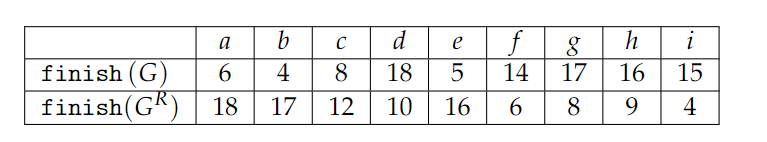 a b c d e f g h i
finish (G) 6 4 8 18 5 14 17 16 15
finish(Gᴿ) 18 17 12 10 16 6 8 9 4